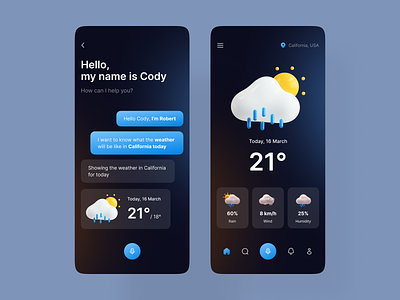 Hello,
my name is Cody
How can I help you?
Hello Cody, I'm Robert
I want to know what the weather
will be like in California today
Showing the weather in California
for today
Today, 16 March
21° / 18°
California, USA
Today, 16 March
21°
60%
Rain
8 km/h
Wind
25%
Humidity